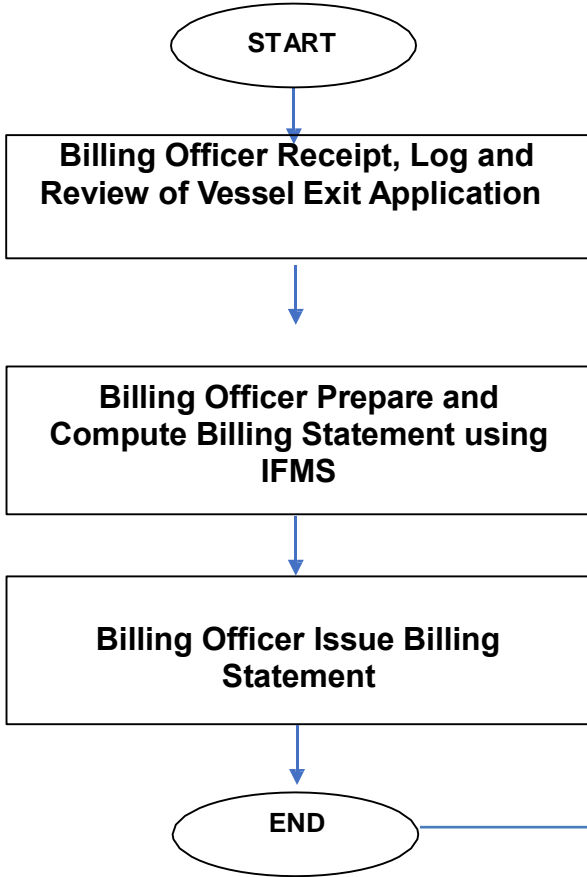 START
Billing Officer Receipt, Log and
Review of Vessel Exit Application
Billing Officer Prepare and
Compute Billing Statement using
IFMS
Billing Officer Issue Billing
Statement
END